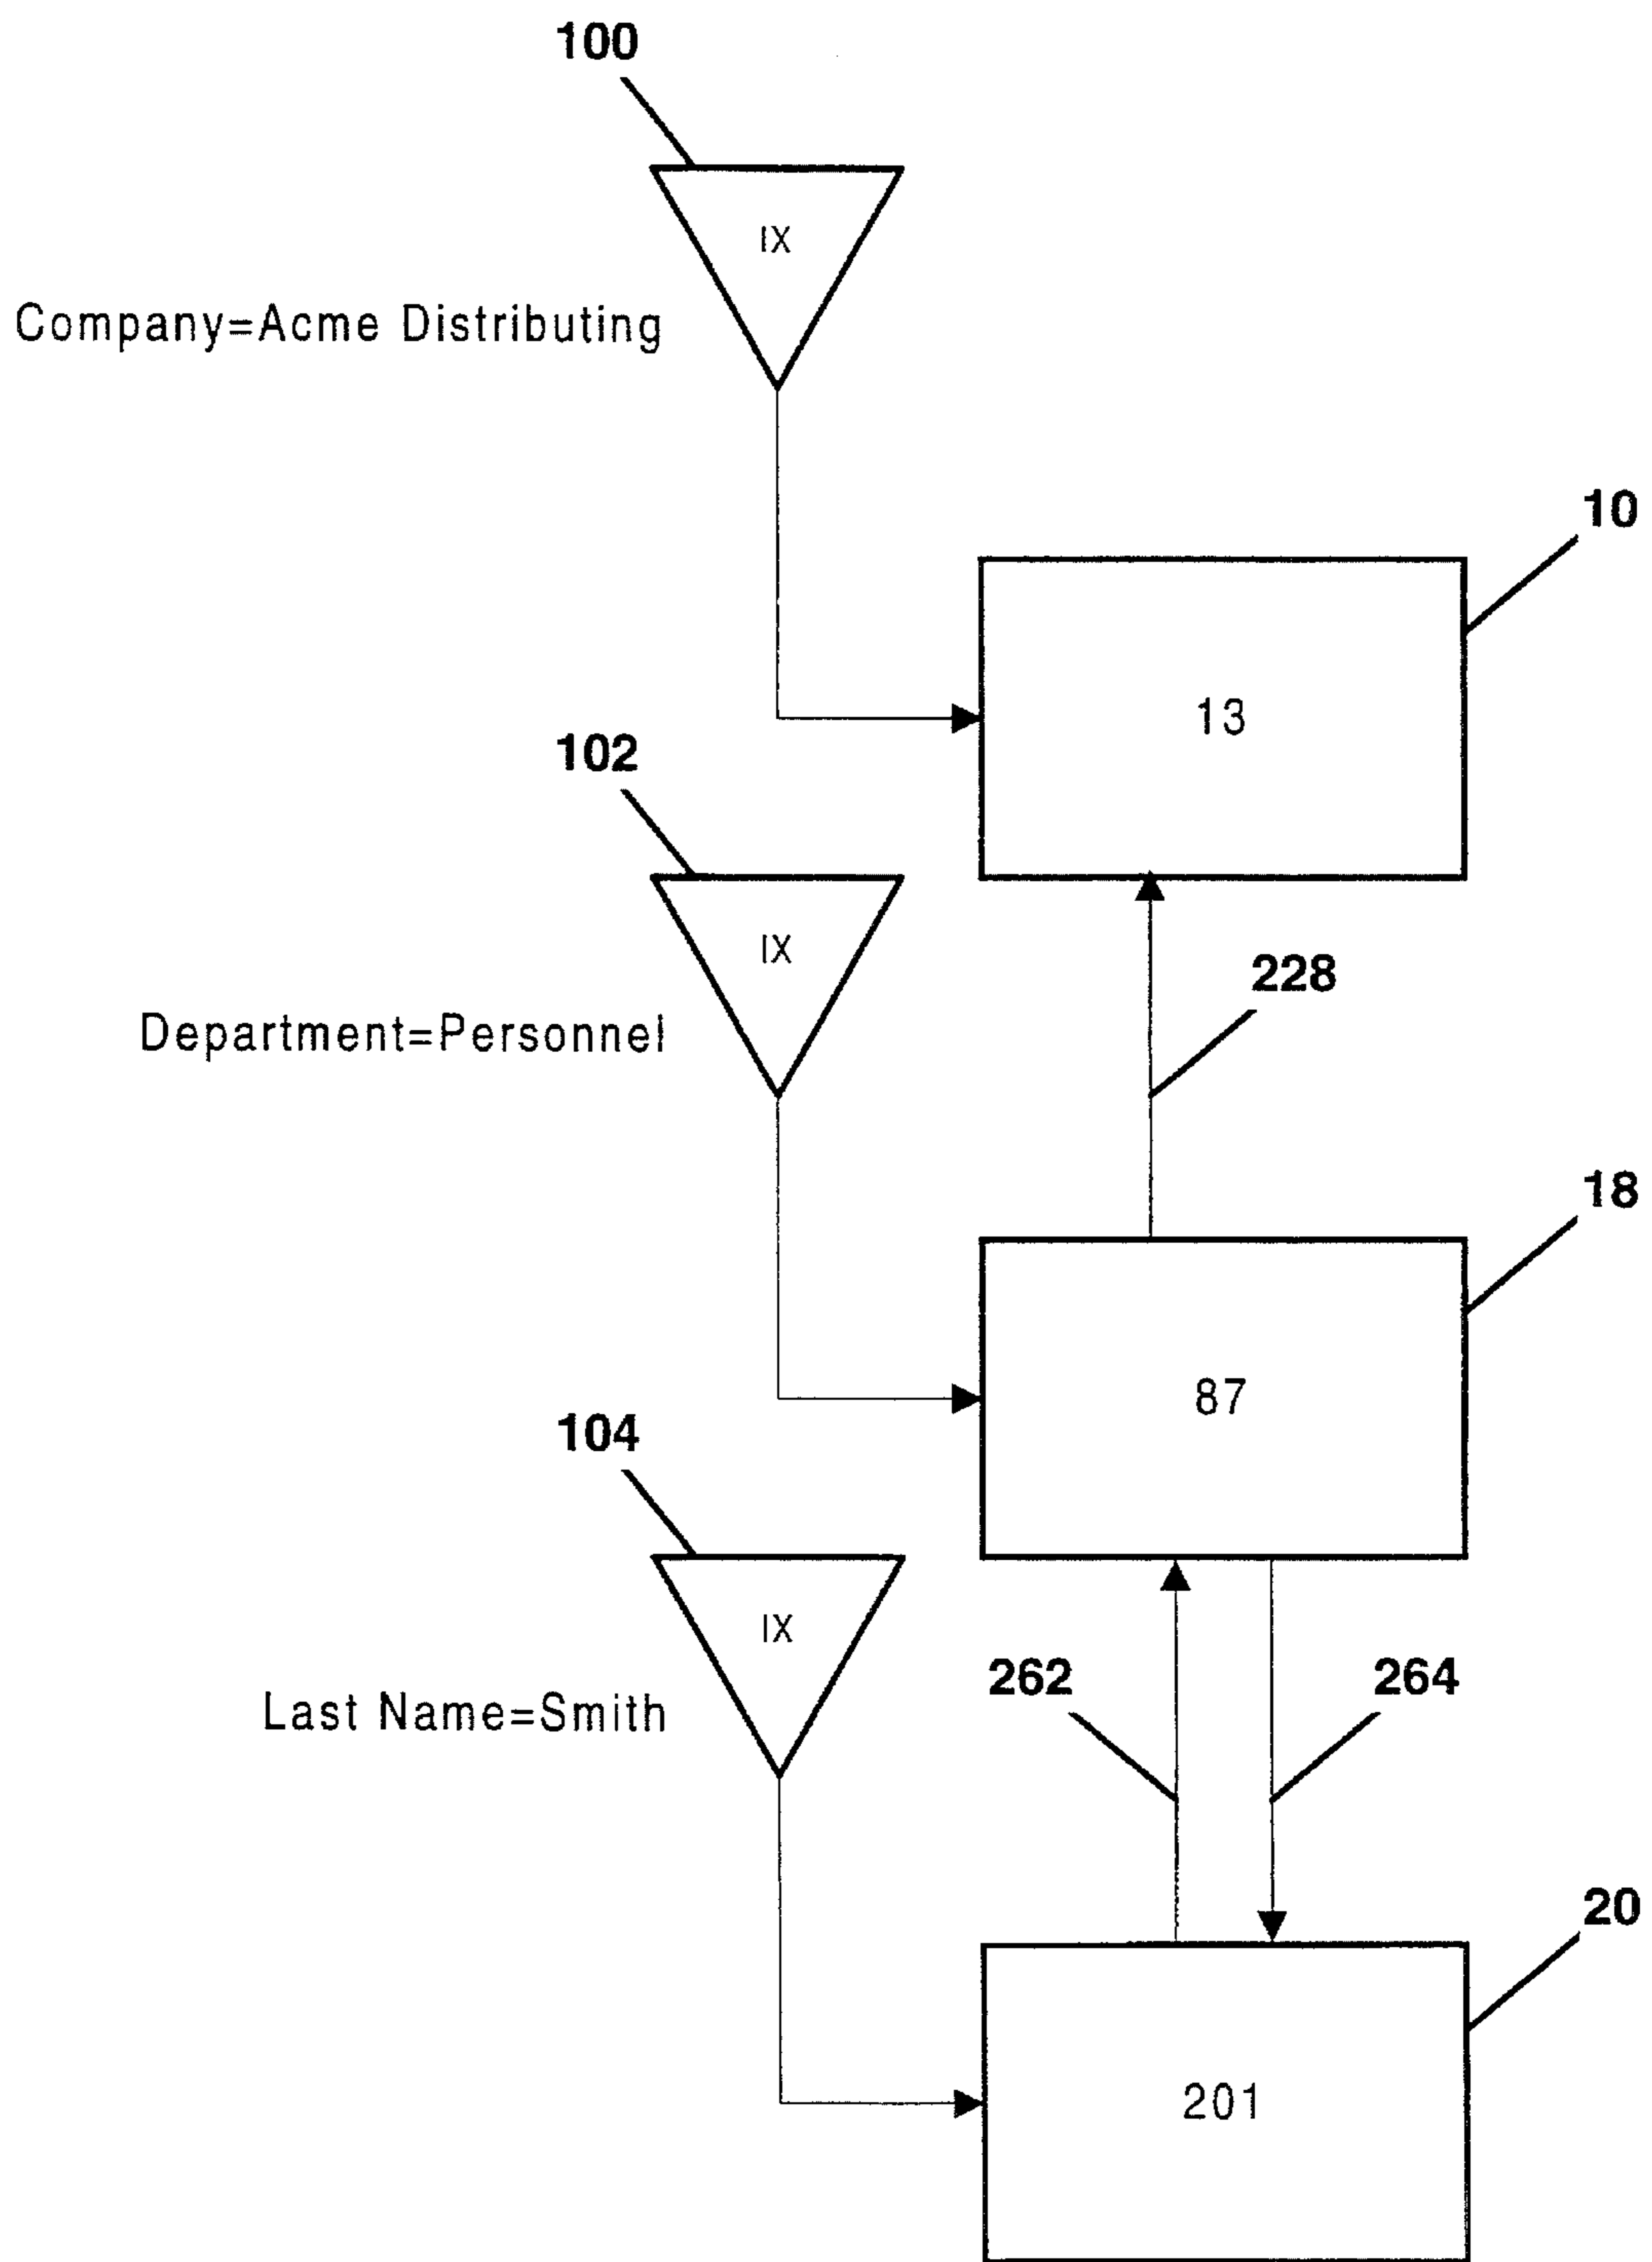 100
IX
Company=Acme Distributing
10
13
102
IX
228
Department=Personnel
18
87
104
IX
262
264
Last Name=Smith
20
201